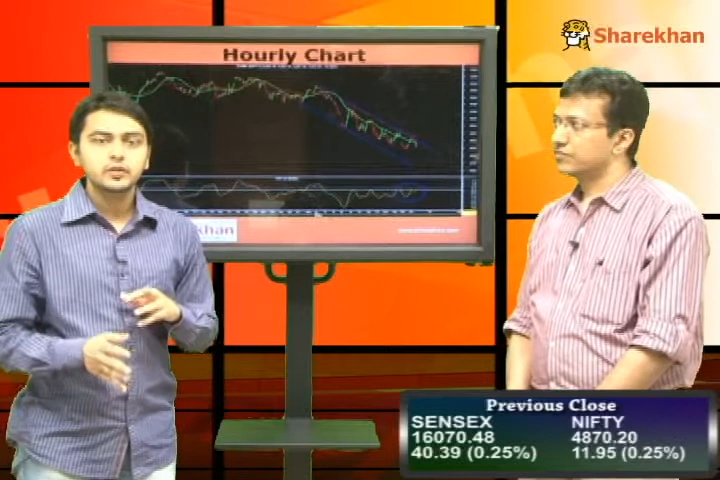 Sharekhan
Hourly Chart
khan
Previous Close
SENSEX NIFTY
16070.48 4870.20
40.39 (0.25%) 11.95 (0.25%)